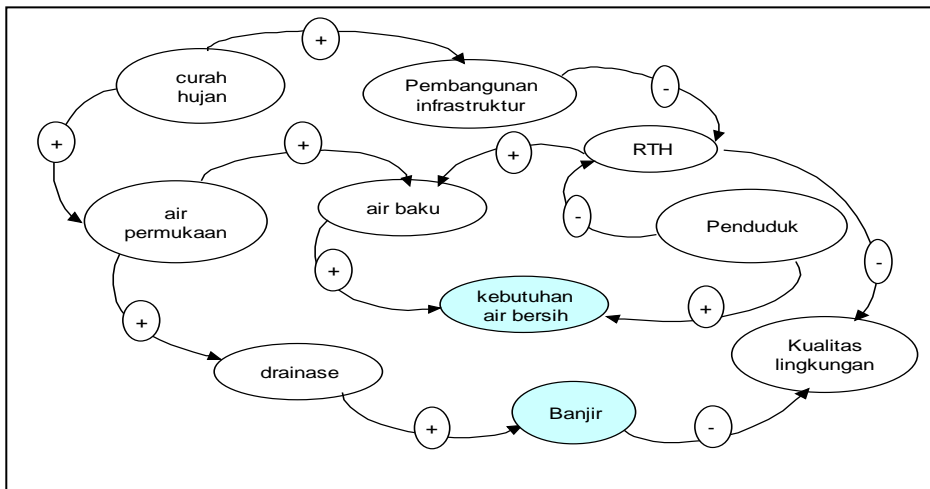 +
curah
hujan
Pembangunan
infrastruktur
-
+
+
+
RTH
air
permukaan
air baku
-
Penduduk
+
-
kebutuhan
air bersih
+
+
Kualitas
lingkungan
drainase
Banjir
+
-